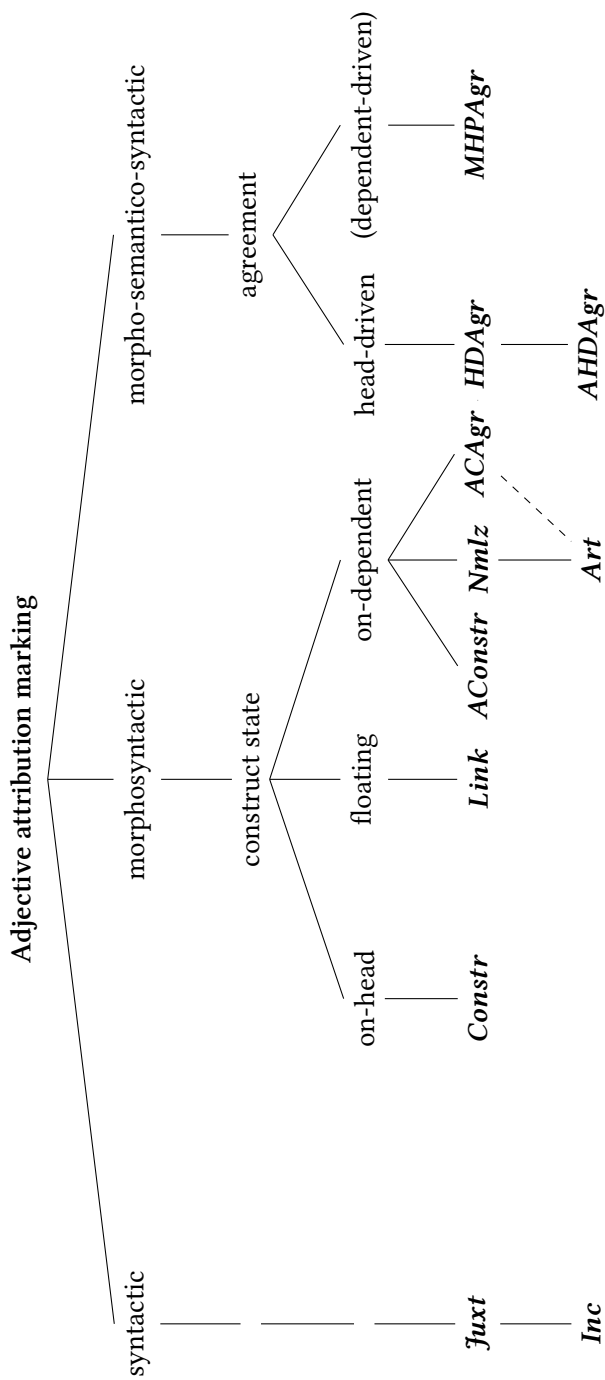 Adjective attribution marking
syntactic morphosyntactic morpho-semantico-syntactic
construct state agreement
on-head floating on-dependent head-driven (dependent-driven)
Juxt Constr Link AConstr Nmlz ACAgr HDAgr MHPAgr
Inc Art AHDAgr